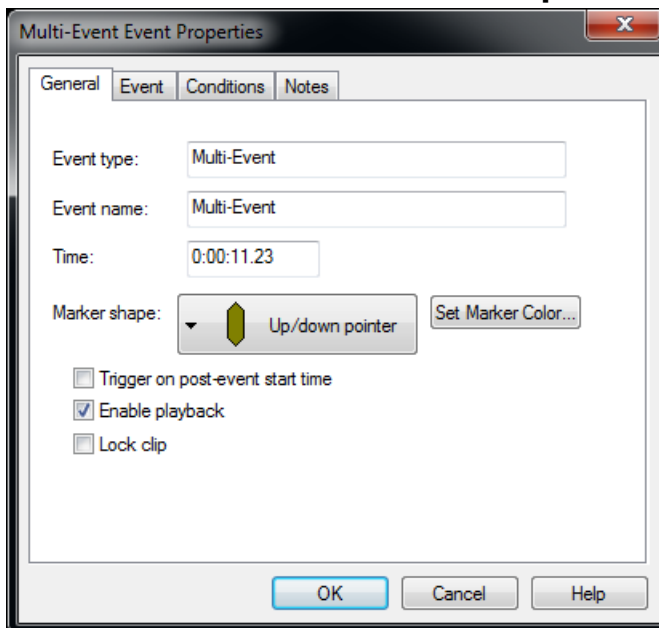 Multi-Event Event Properties
General Event Conditions Notes
Event type: Multi-Event
Event name: Multi-Event
Time: 0:00:11.23
Marker shape: Up/down pointer Set Marker Color...
Trigger on post-event start time
Enable playback
Lock clip
OK Cancel Help